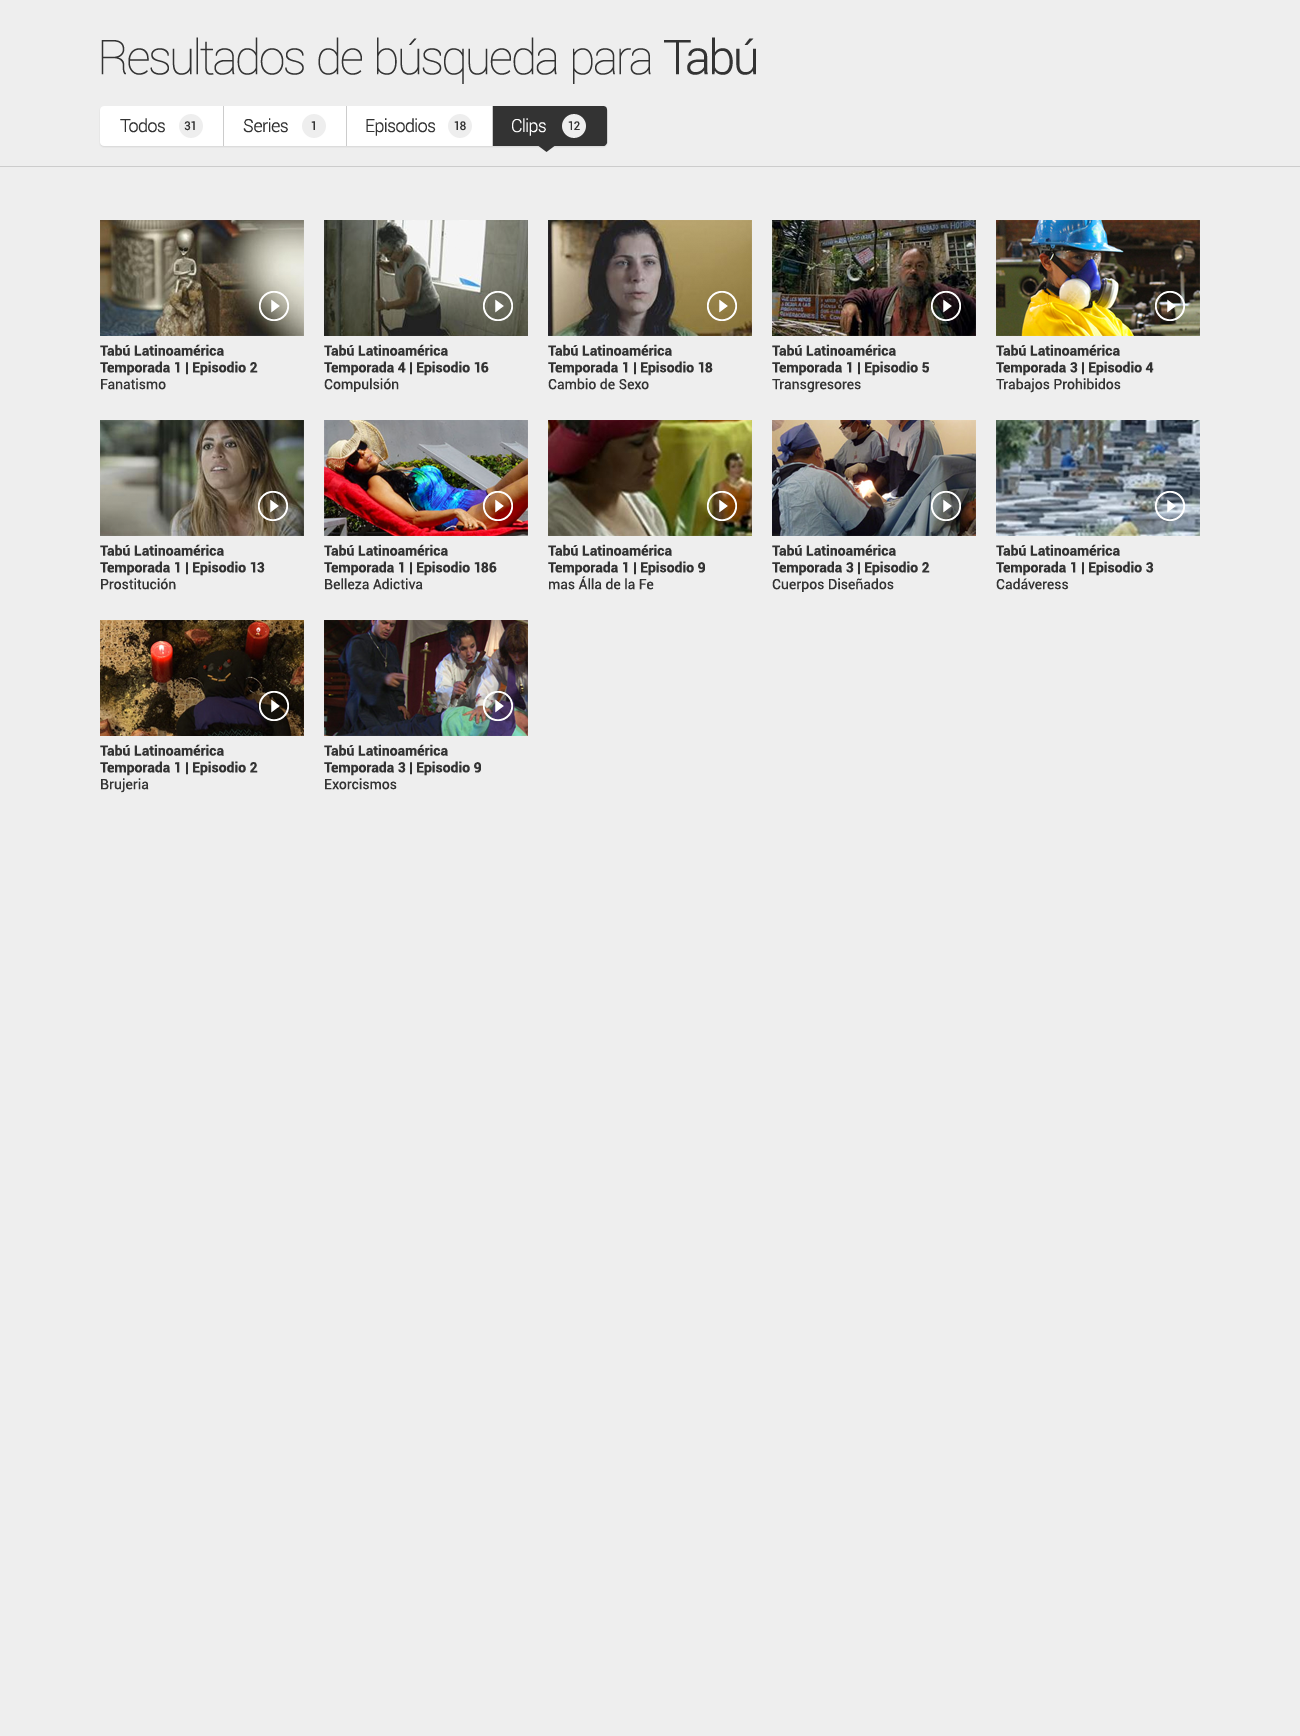 Resultados de búsqueda para Tabú
Todos 31 Series 1 Episodios 18 Clips 12
TRABAJO DEL HOMBRE
Tabú Latinoamérica
Temporada 1 | Episodio 2
Fanatismo
Tabú Latinoamérica
Temporada 4 | Episodio 16
Compulsión
Tabú Latinoamérica
Temporada 1 | Episodio 18
Cambio de Sexo
Tabú Latinoamérica
Temporada 1 | Episodio 5
Transgresores
Tabú Latinoamérica
Temporada 3 | Episodio 4
Trabajos Prohibidos
Tabú Latinoamérica
Temporada 1 | Episodio 13
Prostitución
Tabú Latinoamérica
Temporada 1 | Episodio 186
Belleza Adictiva
Tabú Latinoamérica
Temporada 1 | Episodio 9
mas Álla de la Fe
Tabú Latinoamérica
Temporada 3 | Episodio 2
Cuerpos Diseñados
Tabú Latinoamérica
Temporada 1 | Episodio 3
Cadáveress
Tabú Latinoamérica
Temporada 1 | Episodio 2
Brujeria
Tabú Latinoamérica
Temporada 3 | Episodio 9
Exorcismos